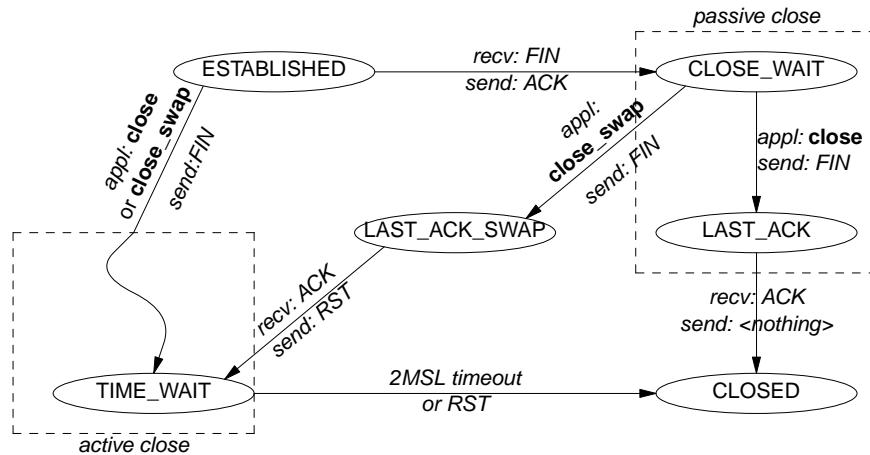 passive close
ESTABLISHED
recv: FIN
send: ACK
CLOSE_WAIT
appl: close
or close_swap
send:FIN
appl:
close_swap
send: FIN
appl: close
send: FIN
LAST_ACK_SWAP
LAST_ACK
recv: ACK
send: RST
recv: ACK
send: <nothing>
TIME_WAIT
2MSL timeout
or RST
CLOSED
active close